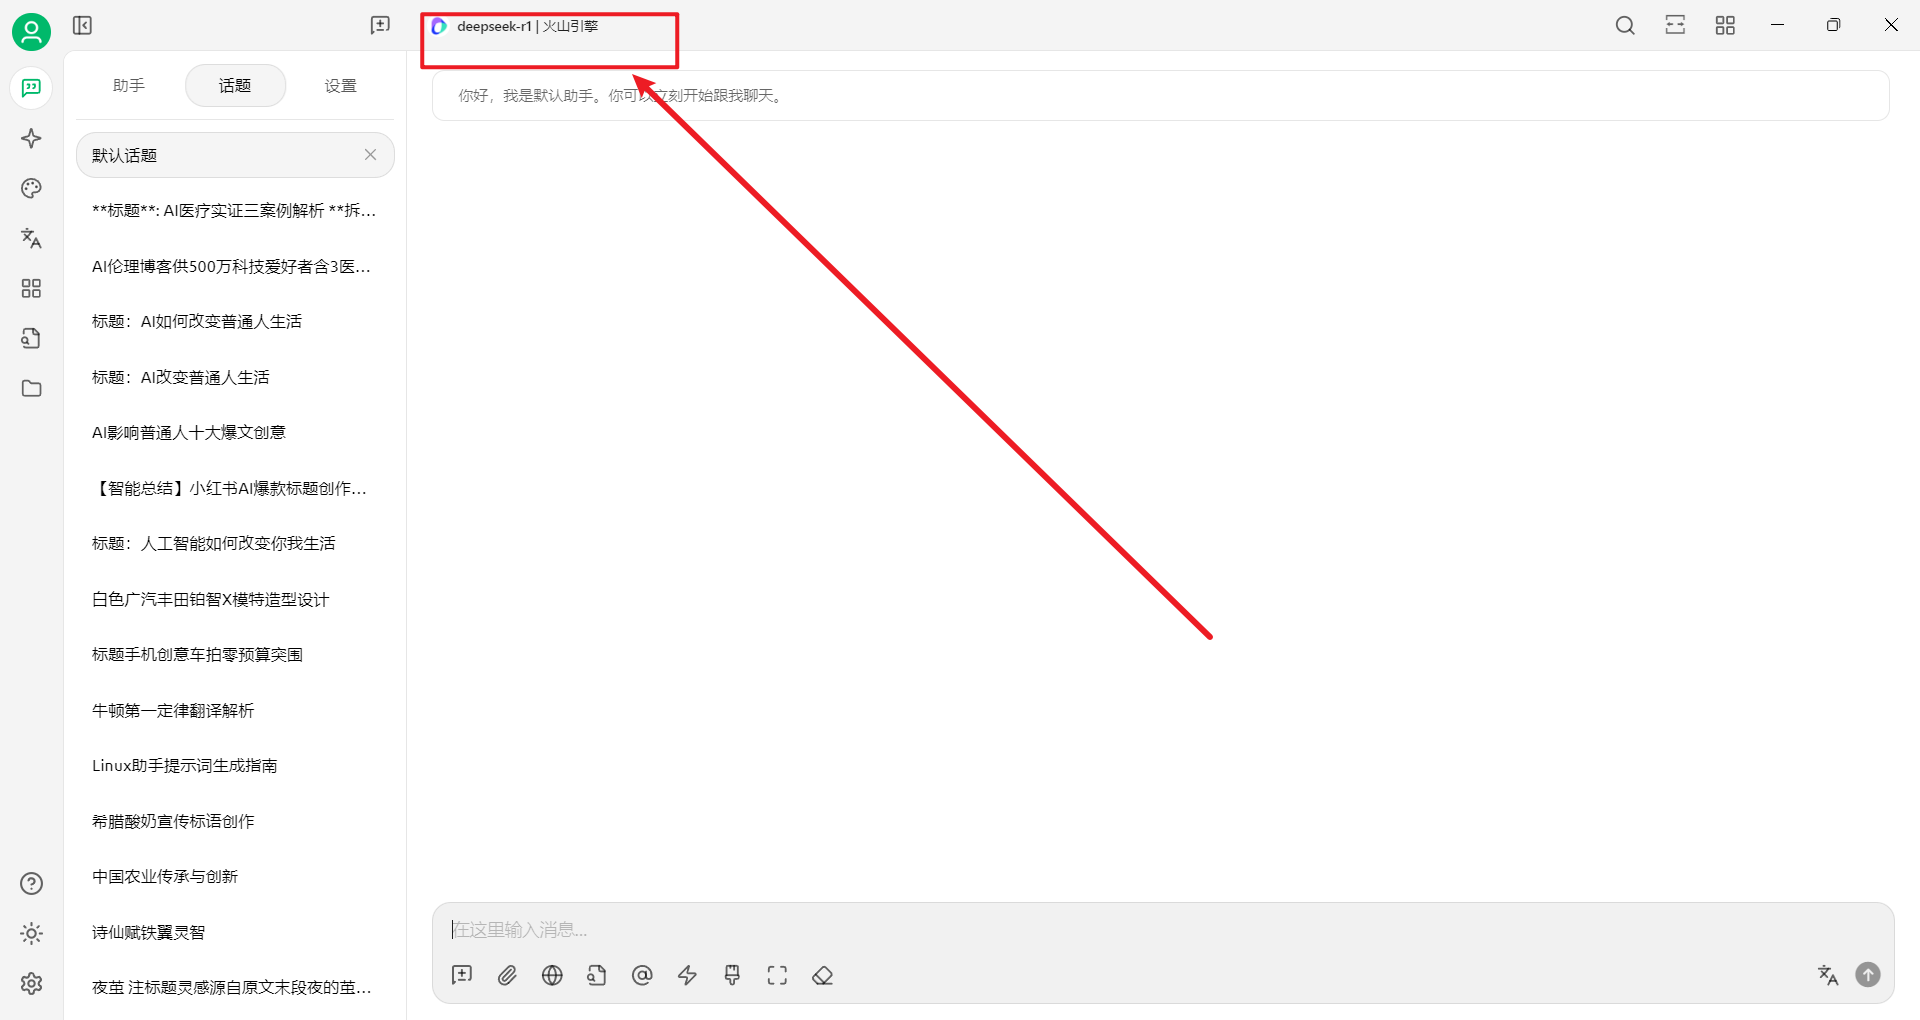 deepseek-r1 | 火山引擎
助手
话题
设置
默认话题
**标题**: AI医疗实证三案例解析 **拆...
AI伦理博客供500万科技爱好者含3医...
标题：AI如何改变普通人生活
标题：AI改变普通人生活
AI影响普通人十大爆文创意
【智能总结】小红书AI爆款标题创作...
标题：人工智能如何改变你我生活
白色广汽丰田铂智X模特造型设计
标题手机创意车拍零预算突围
牛顿第一定律翻译解析
Linux助手提示词生成指南
希腊酸奶宣传标语创作
中国农业传承与创新
诗仙赋铁翼灵智
夜茧 注标题灵感源自原文末段夜的茧...
你好，我是默认助手。你可以立刻开始跟我聊天。
在这里输入消息...